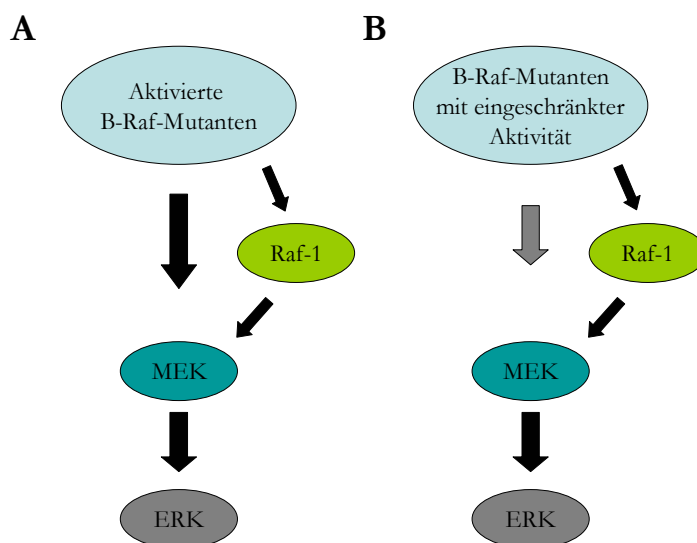 A
Aktivierte
B-Raf-Mutanten
Raf-1
MEK
ERK
B
B-Raf-Mutanten
mit eingeschränkter
Aktivität
Raf-1
MEK
ERK